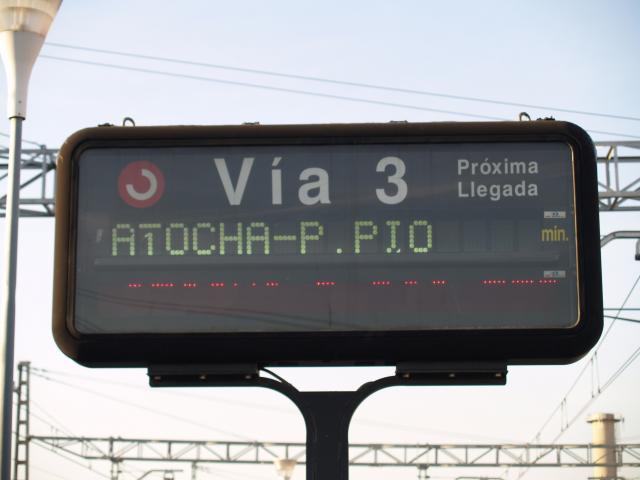 Vía 3
Próxima
Llegada
ATOCHA-P.PIO
min.